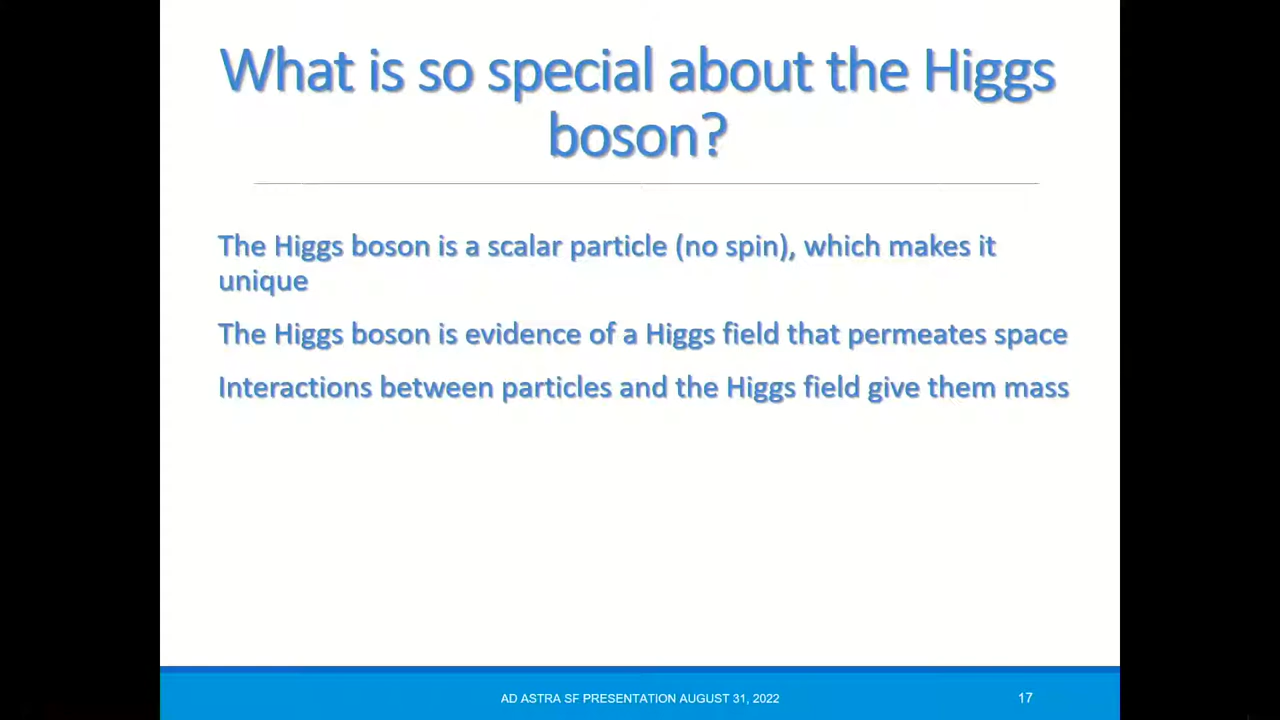 What is so special about the Higgs
boson?
The Higgs boson is a scalar particle (no spin), which makes it
unique
The Higgs boson is evidence of a Higgs field that permeates space
Interactions between particles and the Higgs field give them mass
AD ASTRA SF PRESENTATION AUGUST 31, 2022
17